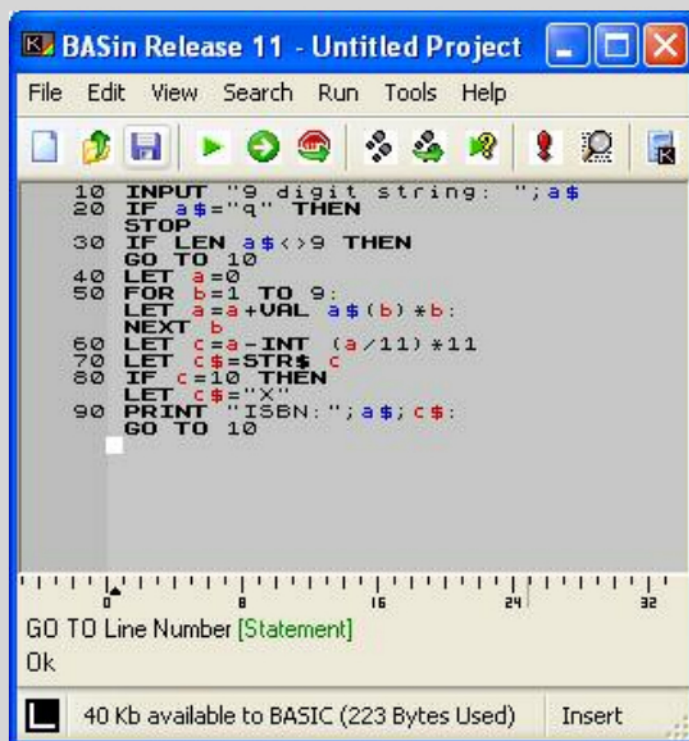 BASin Release 11 - Untitled Project
File Edit View Search Run Tools Help
10 INPUT "9 digit string: ";a$
20 IF a$="q" THEN
STOP
30 IF LEN a$<>9 THEN
GO TO 10
40 LET a=0
50 FOR b=1 TO 9:
LET a=a+VAL a$(b)*b:
NEXT b
60 LET c=a-INT (a/11)*11
70 LET c$=STR$ c
80 IF c=10 THEN
LET c$="X"
90 PRINT "ISBN:";a$;c$:
GO TO 10
0 8 16 24 32
GO TO Line Number [Statement]
Ok
L 40 Kb available to BASIC (223 Bytes Used) Insert